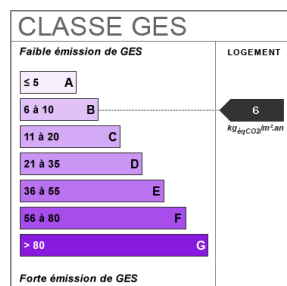 CLASSE GES
Faible émission de GES
LOGEMENT
≤ 5 A
6 à 10 B
6
kgéqCO2/m².an
11 à 20 C
21 à 35 D
36 à 55 E
56 à 80 F
> 80 G
Forte émission de GES